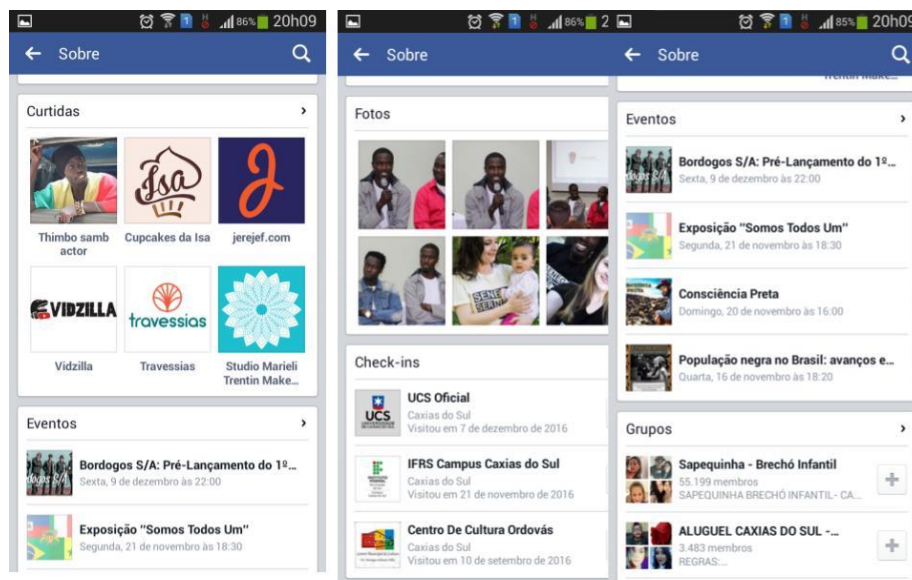 86% 20h09
Sobre
Curtidas
Isa
Thimbo samb
actor
Cupcakes da Isa
jerejef.com
VIDZILLA
travessias
Vidzilla
Travessias
Studio Marieli
Trentin Make...
Eventos
Bordogos S/A: Pré-Lançamento do 1º...
Sexta, 9 de dezembro às 22:00
Exposição "Somos Todos Um"
Segunda, 21 de novembro às 18:30
86% 2
Sobre
Fotos
Check-ins
UCS
UCS Oficial
Caxias do Sul
Visitou em 7 de dezembro de 2016
IFRS Campus Caxias do Sul
Caxias do Sul
Visitou em 21 de novembro de 2016
Centro De Cultura Ordovás
Caxias do Sul
Visitou em 10 de setembro de 2016
85% 20h09
Sobre
Trentin Make...
Eventos
Bordogos S/A: Pré-Lançamento do 1º...
Sexta, 9 de dezembro às 22:00
Exposição "Somos Todos Um"
Segunda, 21 de novembro às 18:30
Consciência Preta
Domingo, 20 de novembro às 16:00
População negra no Brasil: avanços e...
Quarta, 16 de novembro às 18:20
Grupos
Sapequinha - Brechó Infantil
55.199 membros
SAPEQUINHA BRECHÓ INFANTIL- CA...
ALUGUEL CAXIAS DO SUL -...
3.483 membros
REGRAS:...